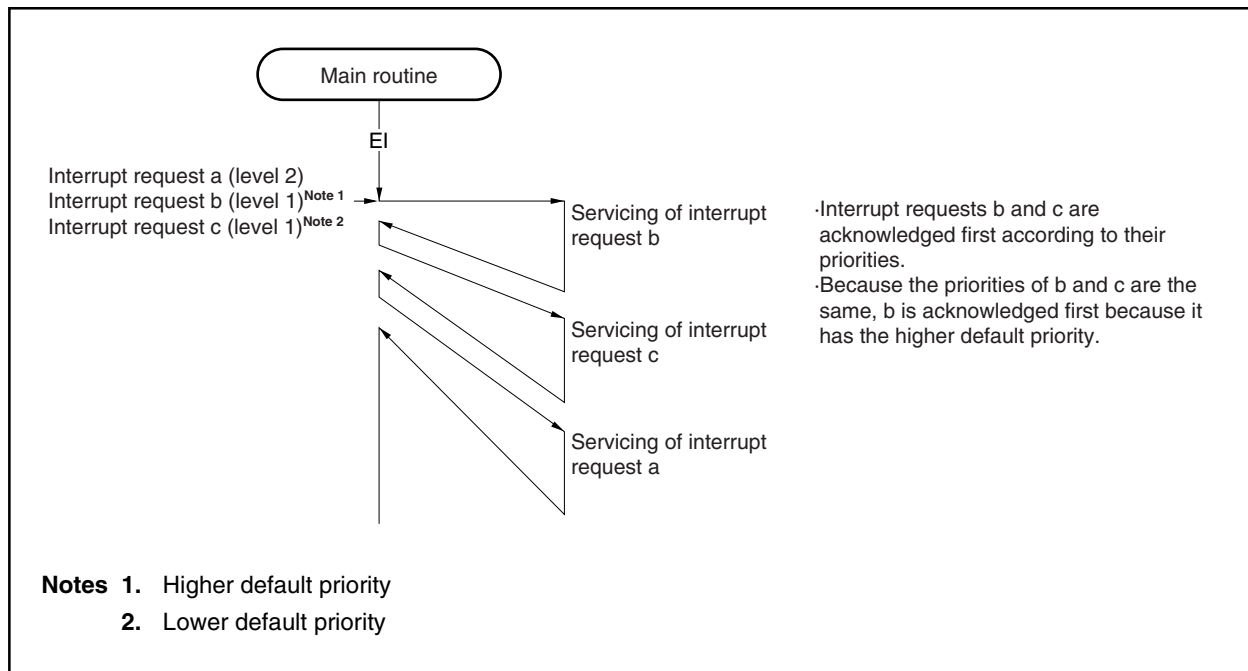 Main routine
EI
Interrupt request a (level 2)
Interrupt request b (level 1)Note 1
Interrupt request c (level 1)Note 2
Servicing of interrupt
request b
·Interrupt requests b and c are
acknowledged first according to their
priorities.
·Because the priorities of b and c are the
same, b is acknowledged first because it
has the higher default priority.
Servicing of interrupt
request c
Servicing of interrupt
request a
Notes 1. Higher default priority
2. Lower default priority